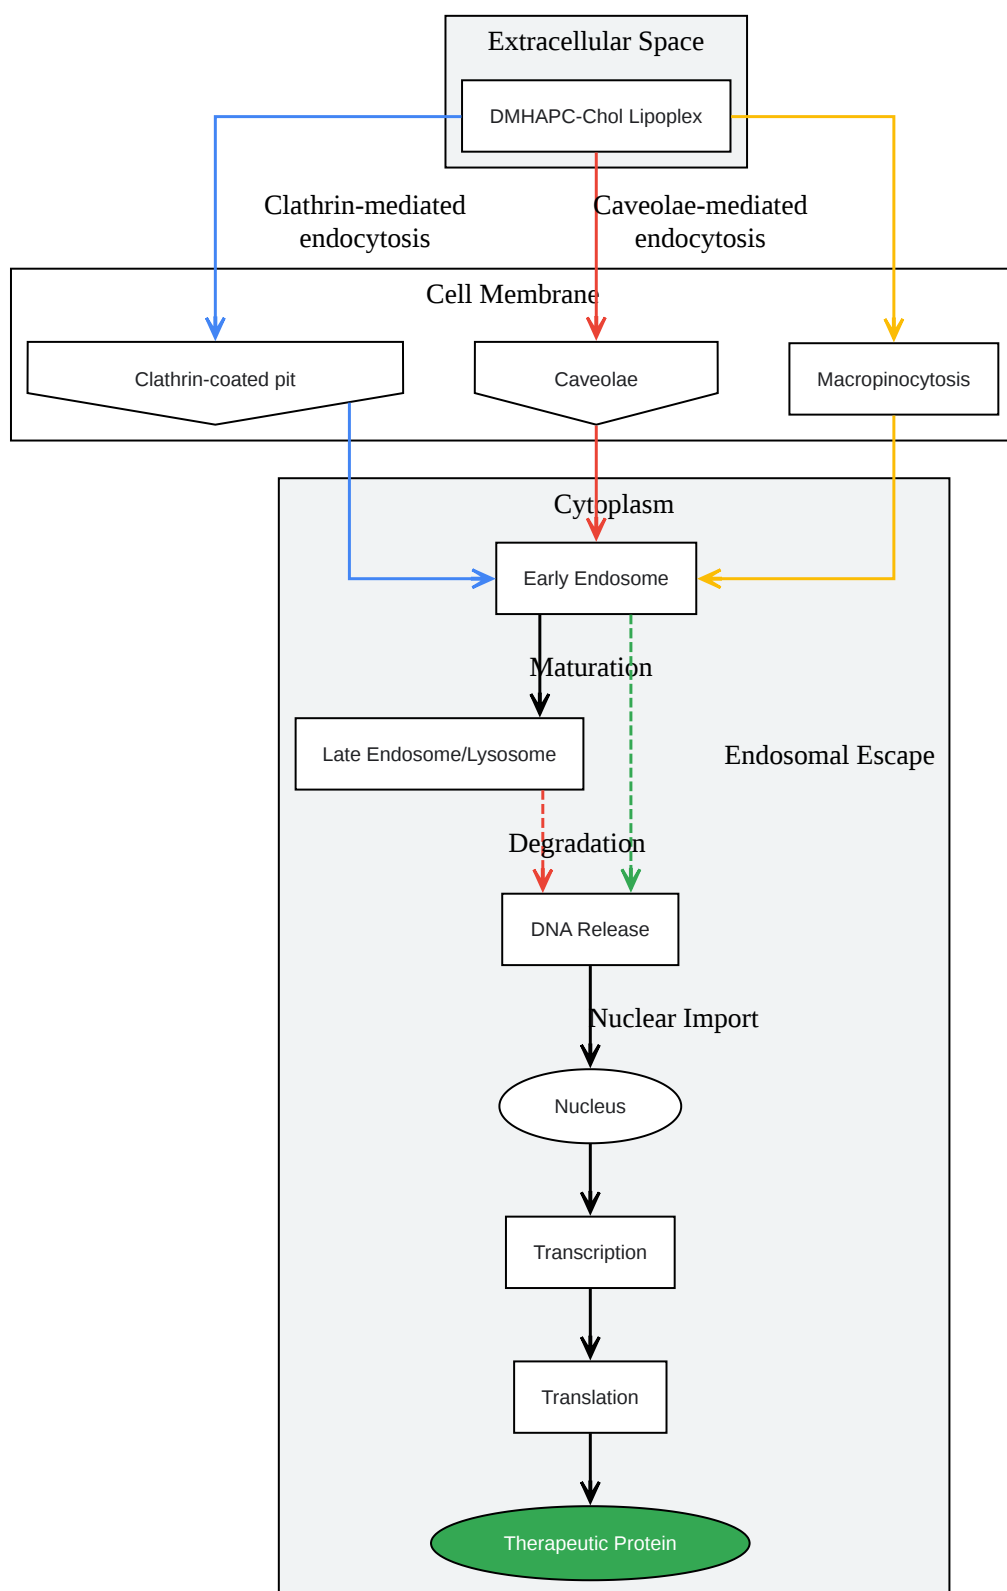 Extracellular Space
DMHAPC-Chol Lipoplex
Clathrin-mediated
endocytosis
Caveolae-mediated
endocytosis
Cell Membrane
Clathrin-coated pit
Caveolae
Macropinocytosis
Cytoplasm
Early Endosome
Maturation
Late Endosome/Lysosome
Endosomal Escape
Degradation
DNA Release
Nuclear Import
Nucleus
Transcription
Translation
Therapeutic Protein